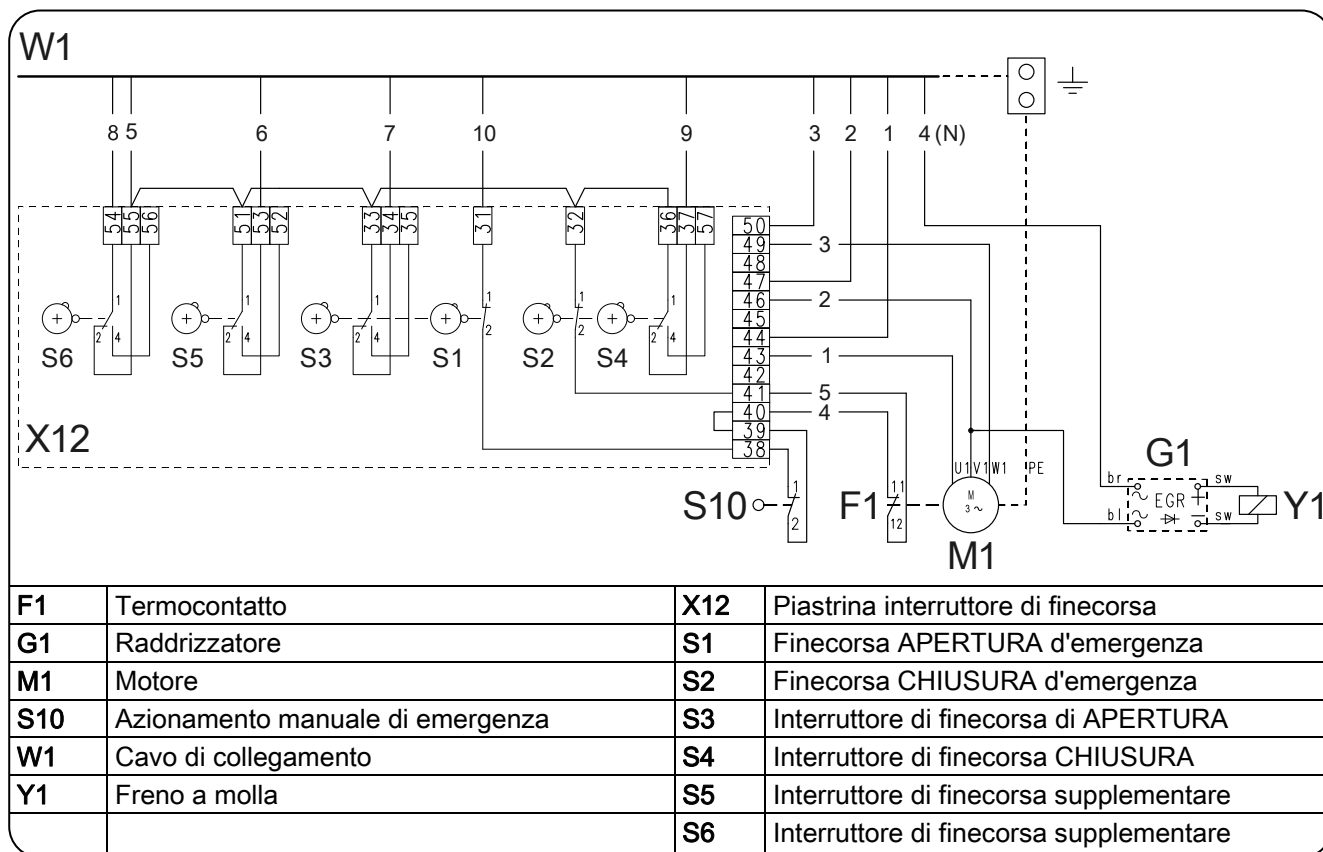 W1
8 5 6 7 10 9 3 2 1 4 (N)
54 55 56 51 53 52 33 34 35 31 32 36 37 57
50
49 3
48
47
46 2
45
44
43 1
42
41 5
40 4
39
38
1 1 1 1 1 1
2 4 2 4 2 4 2 2 2 4
S6 S5 S3 S1 S2 S4
X12
S10 1 2
F1 11 12
U1 V1 W1 PE
M 3 ~
M1
G1
br sw
EGR
bl sw
Y1
F1 Termocontatto X12 Piastrina interruttore di finecorsa
G1 Raddrizzatore S1 Finecorsa APERTURA d'emergenza
M1 Motore S2 Finecorsa CHIUSURA d'emergenza
S10 Azionamento manuale di emergenza S3 Interruttore di finecorsa di APERTURA
W1 Cavo di collegamento S4 Interruttore di finecorsa CHIUSURA
Y1 Freno a molla S5 Interruttore di finecorsa supplementare
S6 Interruttore di finecorsa supplementare